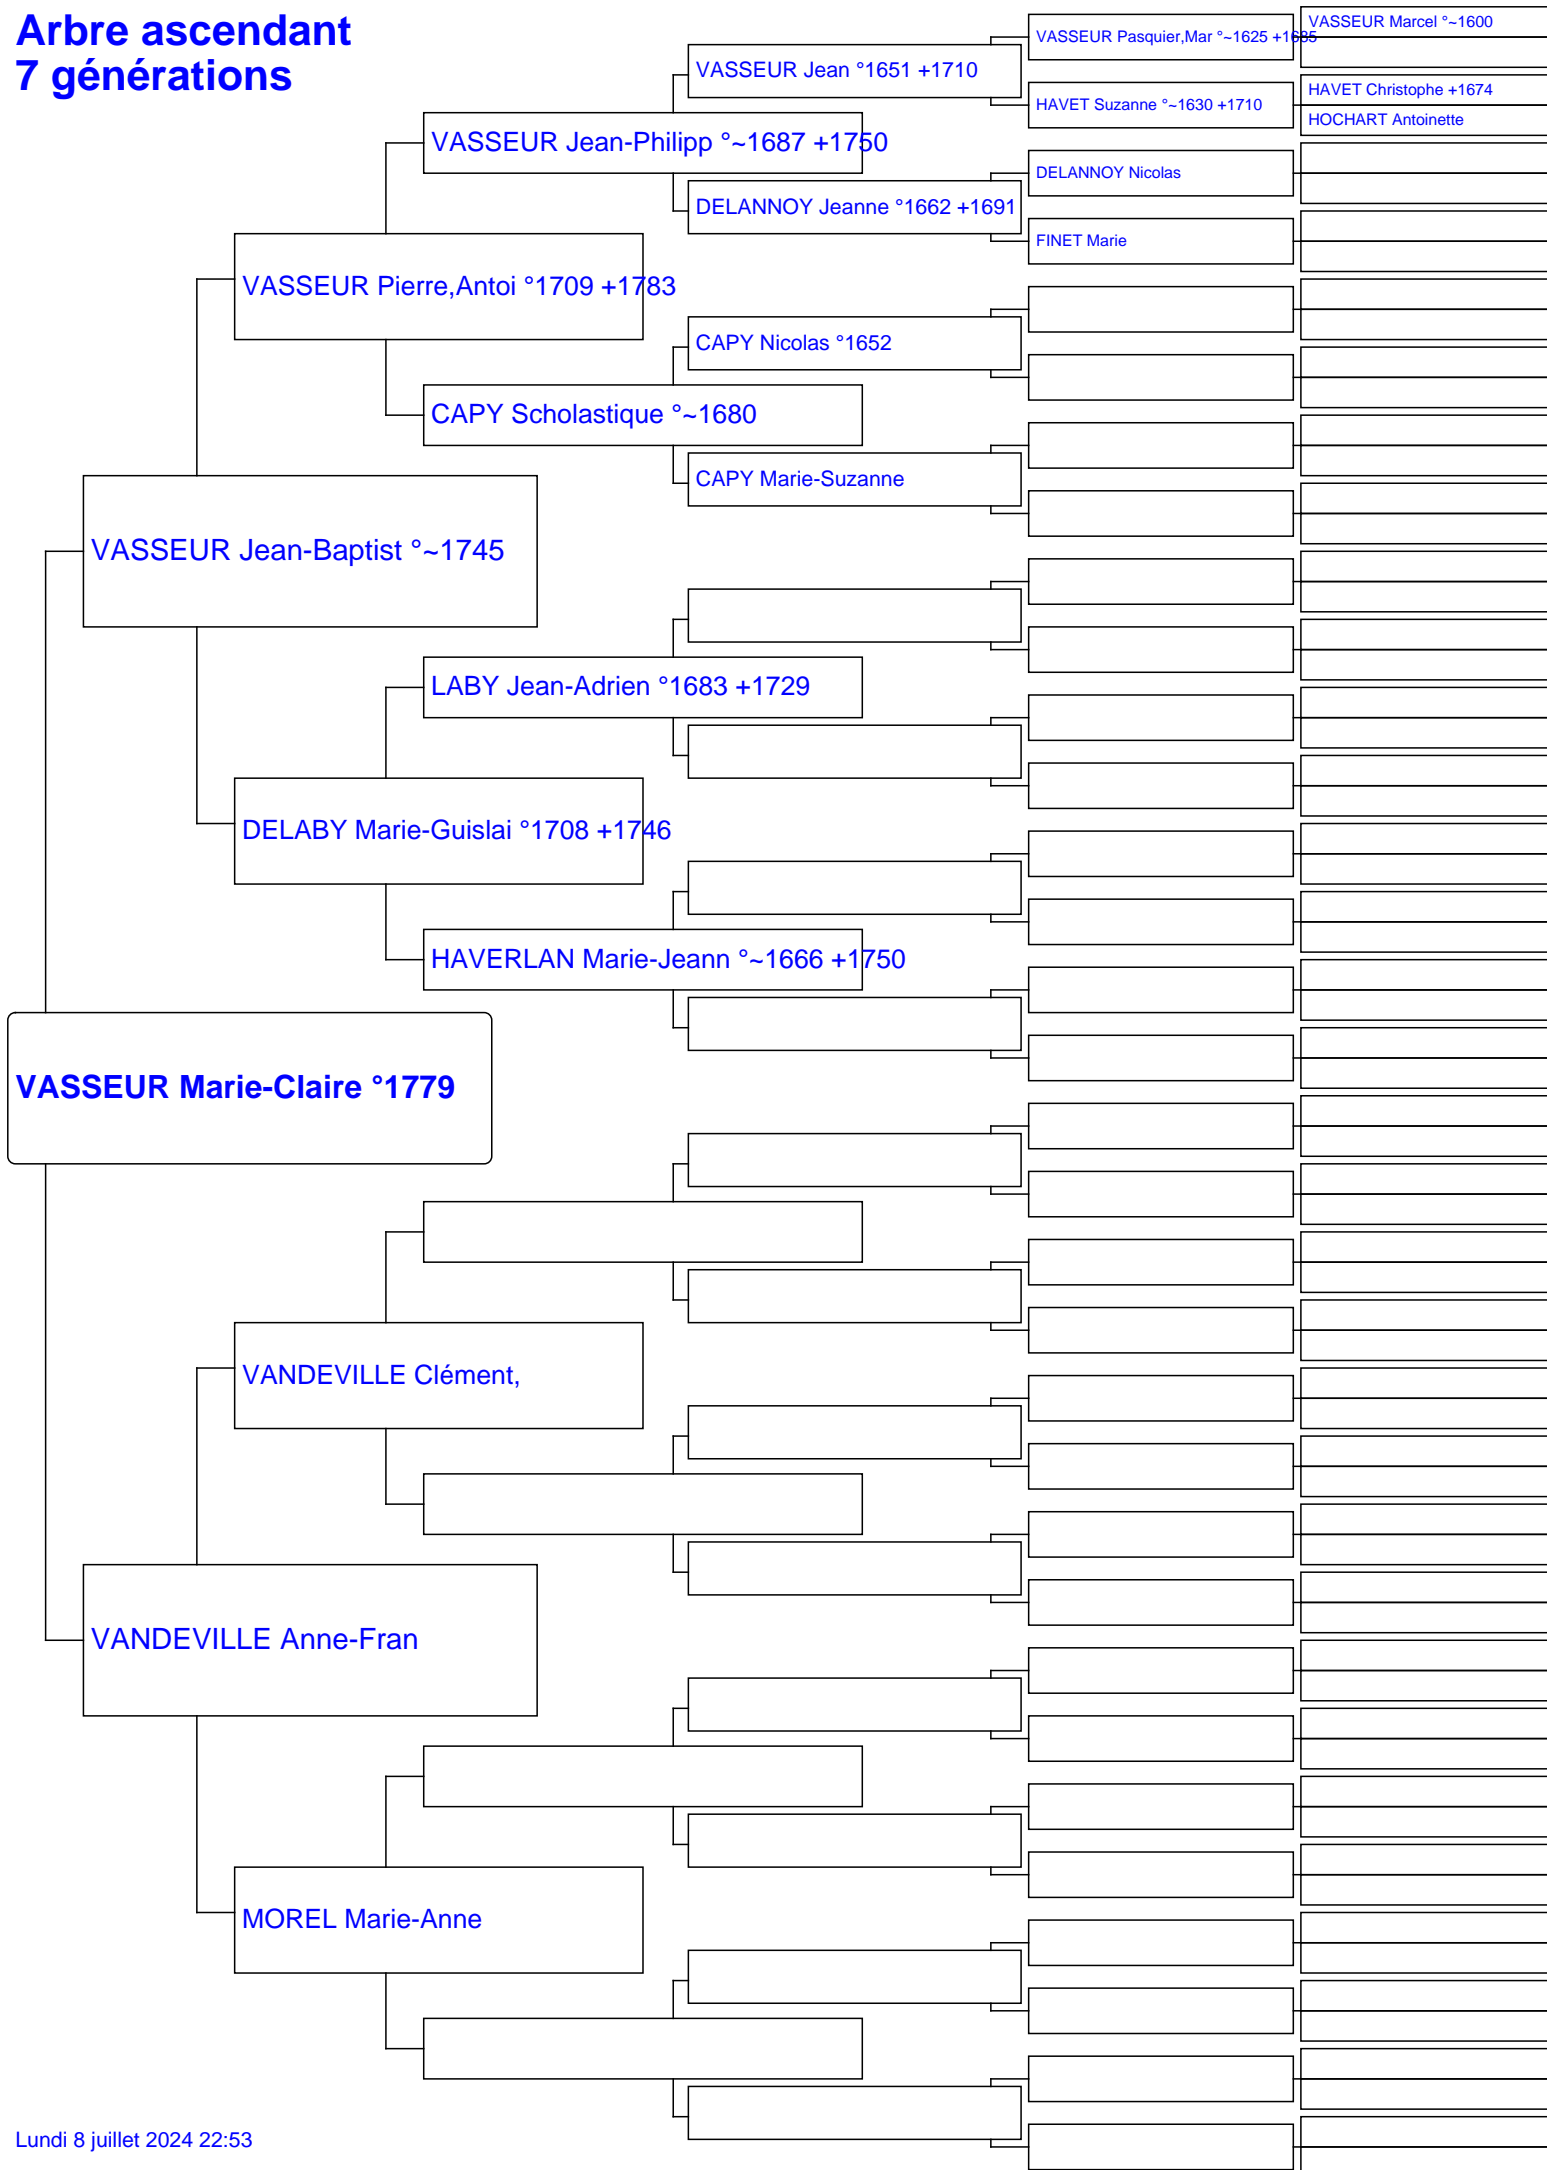 Arbre ascendant
7 générations
VASSEUR Marcel °~1600
VASSEUR Pasquier,Mar °~1625 +1685
VASSEUR Jean °1651 +1710
HAVET Christophe +1674
HAVET Suzanne °~1630 +1710
HOCHART Antoinette
VASSEUR Jean-Philipp °~1687 +1750
DELANNOY Nicolas
DELANNOY Jeanne °1662 +1691
FINET Marie
VASSEUR Pierre,Antoi °1709 +1783
CAPY Nicolas °1652
CAPY Scholastique °~1680
CAPY Marie-Suzanne
VASSEUR Jean-Baptist °~1745
LABY Jean-Adrien °1683 +1729
DELABY Marie-Guislai °1708 +1746
HAVERLAN Marie-Jeann °~1666 +1750
VASSEUR Marie-Claire °1779
VANDEVILLE Clément,
VANDEVILLE Anne-Fran
MOREL Marie-Anne
Lundi 8 juillet 2024 22:53